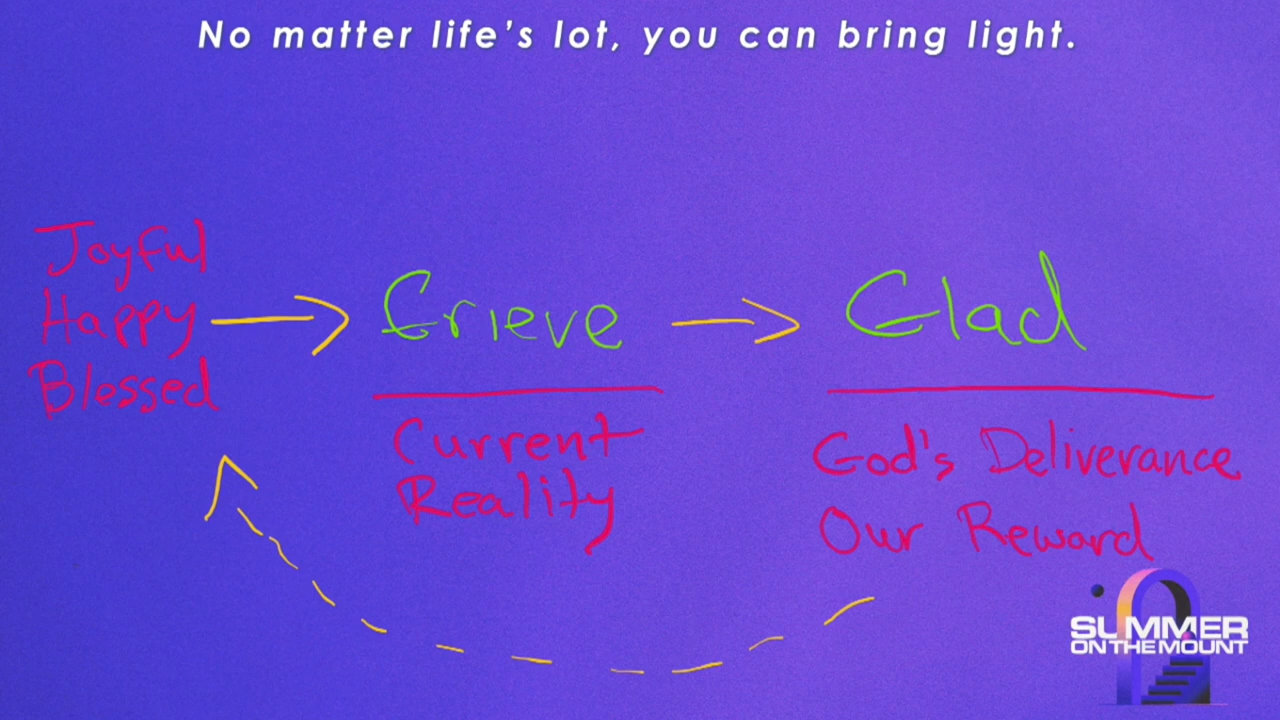 No matter life's lot, you can bring light.
Joyful
Happy
Blessed
Grieve
Current
Reality
Glad
God's Deliverance
Our Reward
SUMMER
ON THE MOUNT